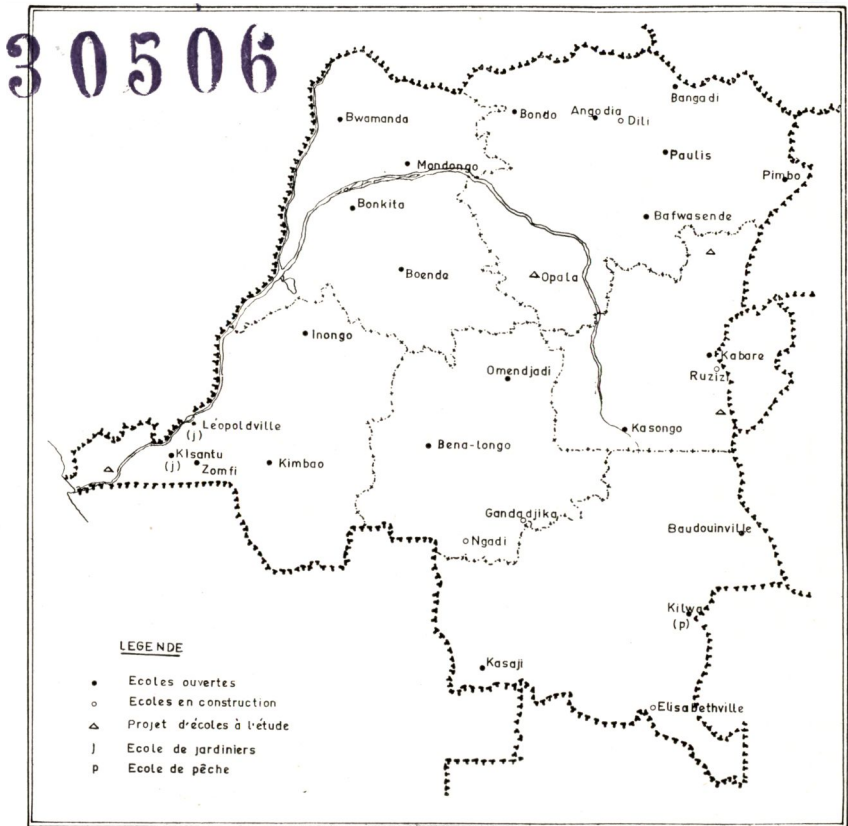 30506
Bangadi
Bwamanda
Bondo
Angodia
Dili
Paulis
Mondongo
Pimbo
Bonkita
Bafwasende
Boende
Opala
Inongo
Kabare
Ruzizi
Omendjadi
Léopoldville
(j)
Kasongo
Bena-longo
Kisantu
(j)
Zomfi
Kimbao
Gandadjika
Ngadi
Baudouinville
Kilwa
(p)
Kasaji
Elisabethville
LEGENDE
Ecoles ouvertes
Ecoles en construction
Projet d'écoles à l'étude
j Ecole de jardiniers
p Ecole de pêche